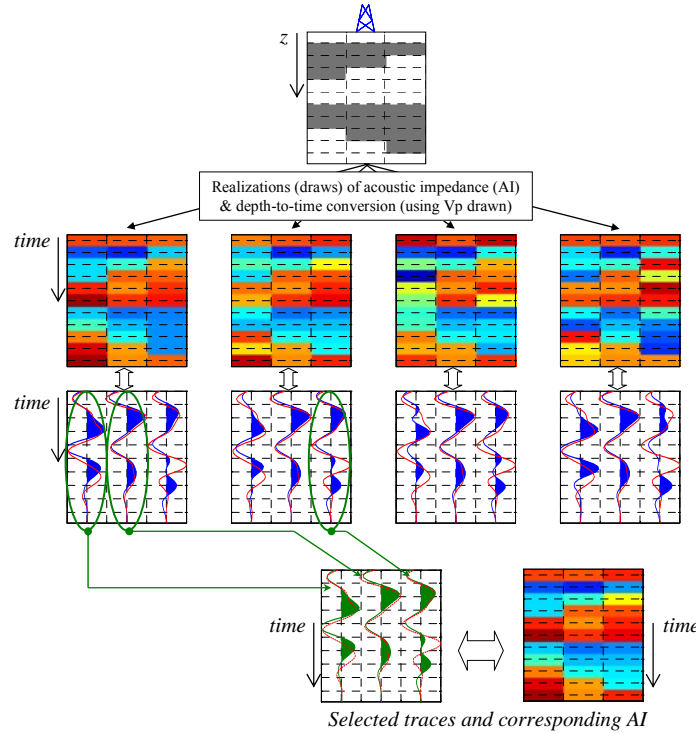 z
Realizations (draws) of acoustic impedance (AI)
& depth-to-time conversion (using Vp drawn)
time
time
time
time
Selected traces and corresponding AI